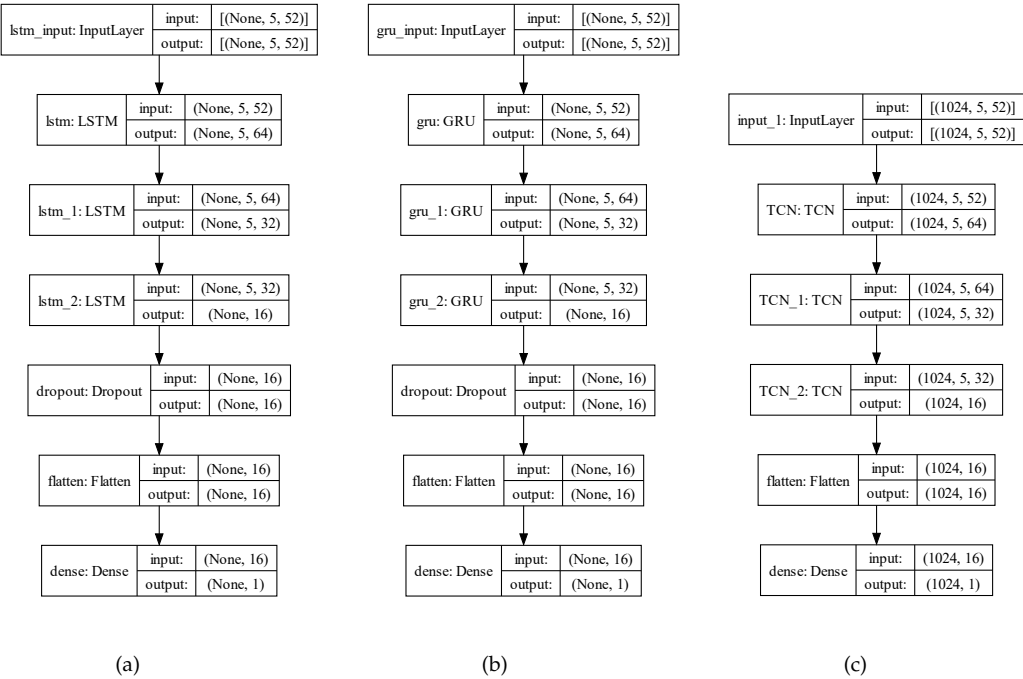 lstm_input: InputLayer
input: [(None, 5, 52)]
output: [(None, 5, 52)]
lstm: LSTM
input: (None, 5, 52)
output: (None, 5, 64)
lstm_1: LSTM
input: (None, 5, 64)
output: (None, 5, 32)
lstm_2: LSTM
input: (None, 5, 32)
output: (None, 16)
dropout: Dropout
input: (None, 16)
output: (None, 16)
flatten: Flatten
input: (None, 16)
output: (None, 16)
dense: Dense
input: (None, 16)
output: (None, 1)
(a)
gru_input: InputLayer
input: [(None, 5, 52)]
output: [(None, 5, 52)]
gru: GRU
input: (None, 5, 52)
output: (None, 5, 64)
gru_1: GRU
input: (None, 5, 64)
output: (None, 5, 32)
gru_2: GRU
input: (None, 5, 32)
output: (None, 16)
dropout: Dropout
input: (None, 16)
output: (None, 16)
flatten: Flatten
input: (None, 16)
output: (None, 16)
dense: Dense
input: (None, 16)
output: (None, 1)
(b)
input_1: InputLayer
input: [(1024, 5, 52)]
output: [(1024, 5, 52)]
TCN: TCN
input: (1024, 5, 52)
output: (1024, 5, 64)
TCN_1: TCN
input: (1024, 5, 64)
output: (1024, 5, 32)
TCN_2: TCN
input: (1024, 5, 32)
output: (1024, 16)
flatten: Flatten
input: (1024, 16)
output: (1024, 16)
dense: Dense
input: (1024, 16)
output: (1024, 1)
(c)